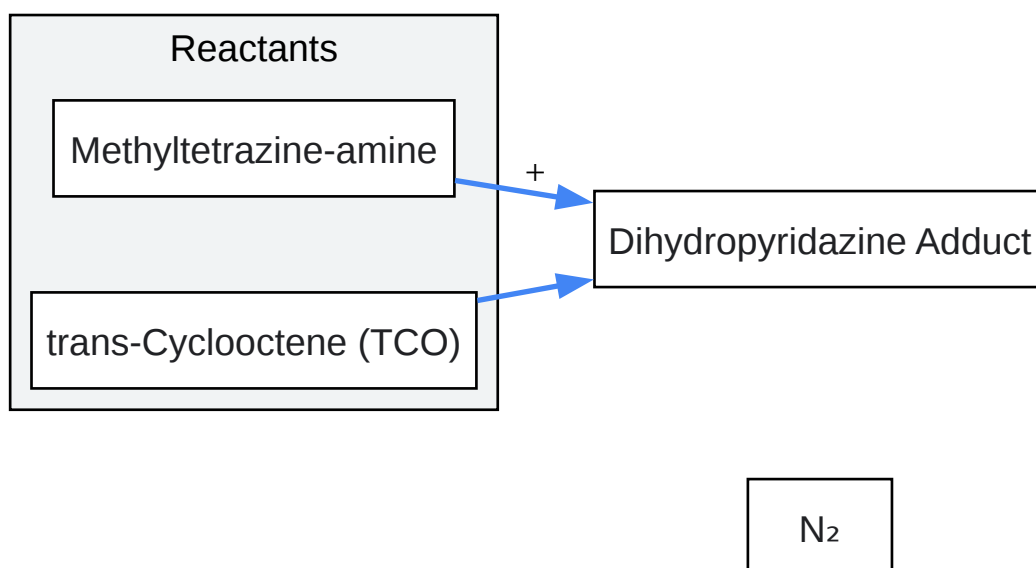 Reactants
Methyltetrazine-amine
+
Dihydropyridazine Adduct
trans-Cyclooctene (TCO)
N₂